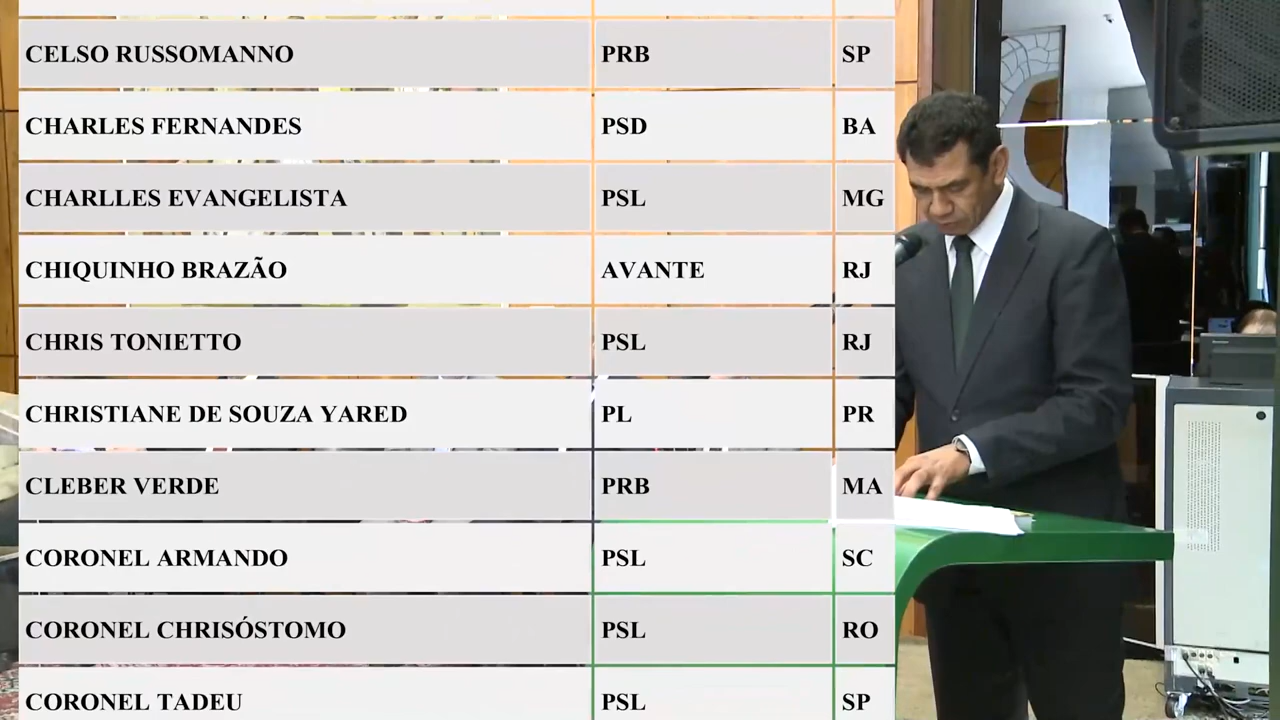 CELSO RUSSOMANNO PRB SP
CHARLES FERNANDES PSD BA
CHARLLES EVANGELISTA PSL MG
CHIQUINHO BRAZÃO AVANTE RJ
CHRIS TONIETTO PSL RJ
CHRISTIANE DE SOUZA YARED PL PR
CLEBER VERDE PRB MA
CORONEL ARMANDO PSL SC
CORONEL CHRISÓSTOMO PSL RO
CORONEL TADEU PSL SP